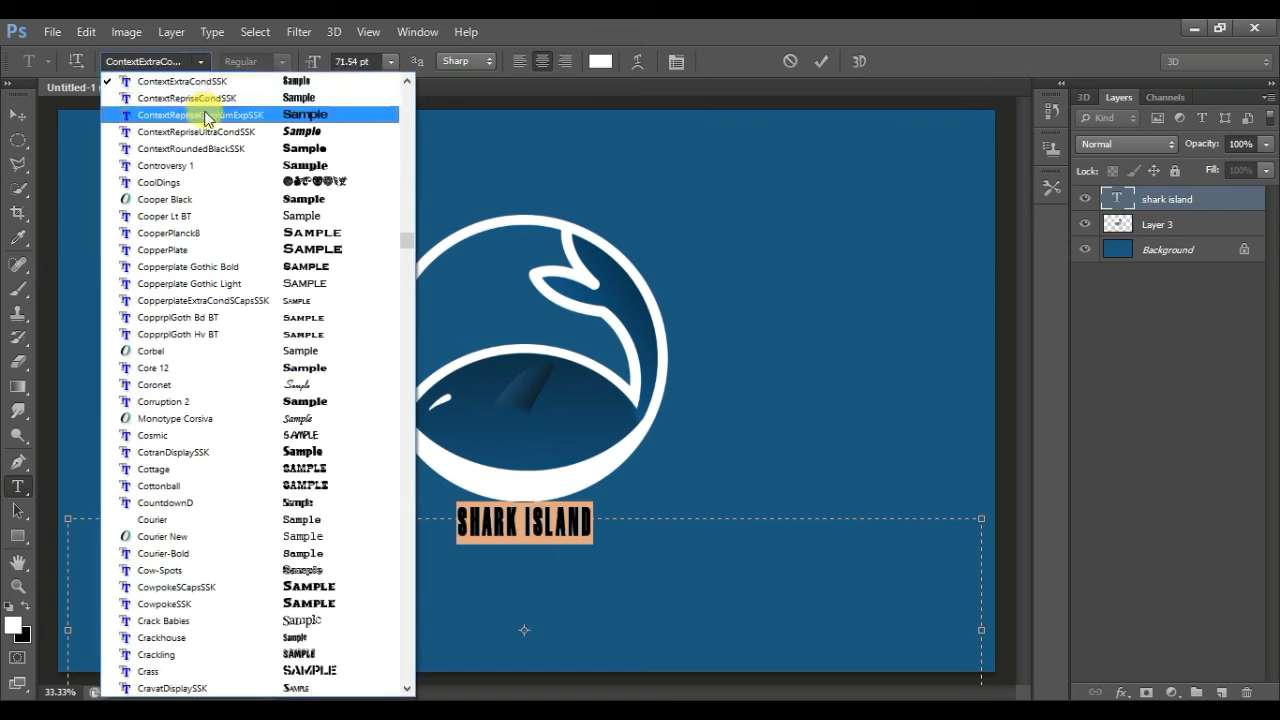 Ps File Edit Image Layer Type Select Filter 3D View Window Help
T ContextExtraCo... Regular 71.54 pt Sharp 3D 3D
Untitled-1
ContextExtraCondSSK Sample
ContextRepriseCondSSK Sample
Sample
ContextRepriseUltraCondSSK Sample
ContextRoundedBlackSSK Sample
Controversy 1 Sample
CoolDings
Cooper Black Sample
Cooper Lt BT Sample
CooperPlanck8 SAMPLE
CopperPlate SAMPLE
Copperplate Gothic Bold SAMPLE
Copperplate Gothic Light SAMPLE
CopperplateExtraCondSCapsSSK SAMPLE
CopprplGoth Bd BT SAMPLE
CopprplGoth Hv BT SAMPLE
Corbel Sample
Core 12 Sample
Coronet Sample
Corruption 2 Sample
Monotype Corsiva Sample
Cosmic SAMPLE
CotranDisplaySSK Sample
Cottage SAMPLE
Cottonball SAMPLE
CountdownD Sample
Courier Sample
Courier New Sample
Courier-Bold Sample
Cow-Spots Sample
CowpokeSCapsSSK SAMPLE
CowpokeSSK SAMPLE
Crack Babies Sample
Crackhouse Sample
Crackling SAMPLE
Crass SAMPLE
CravatDisplaySSK SAMPLE
SHARK ISLAND
33.33%
3D Layers Channels
Kind
Normal Opacity: 100%
Lock: Fill: 100%
T shark island
Layer 3
Background
fx